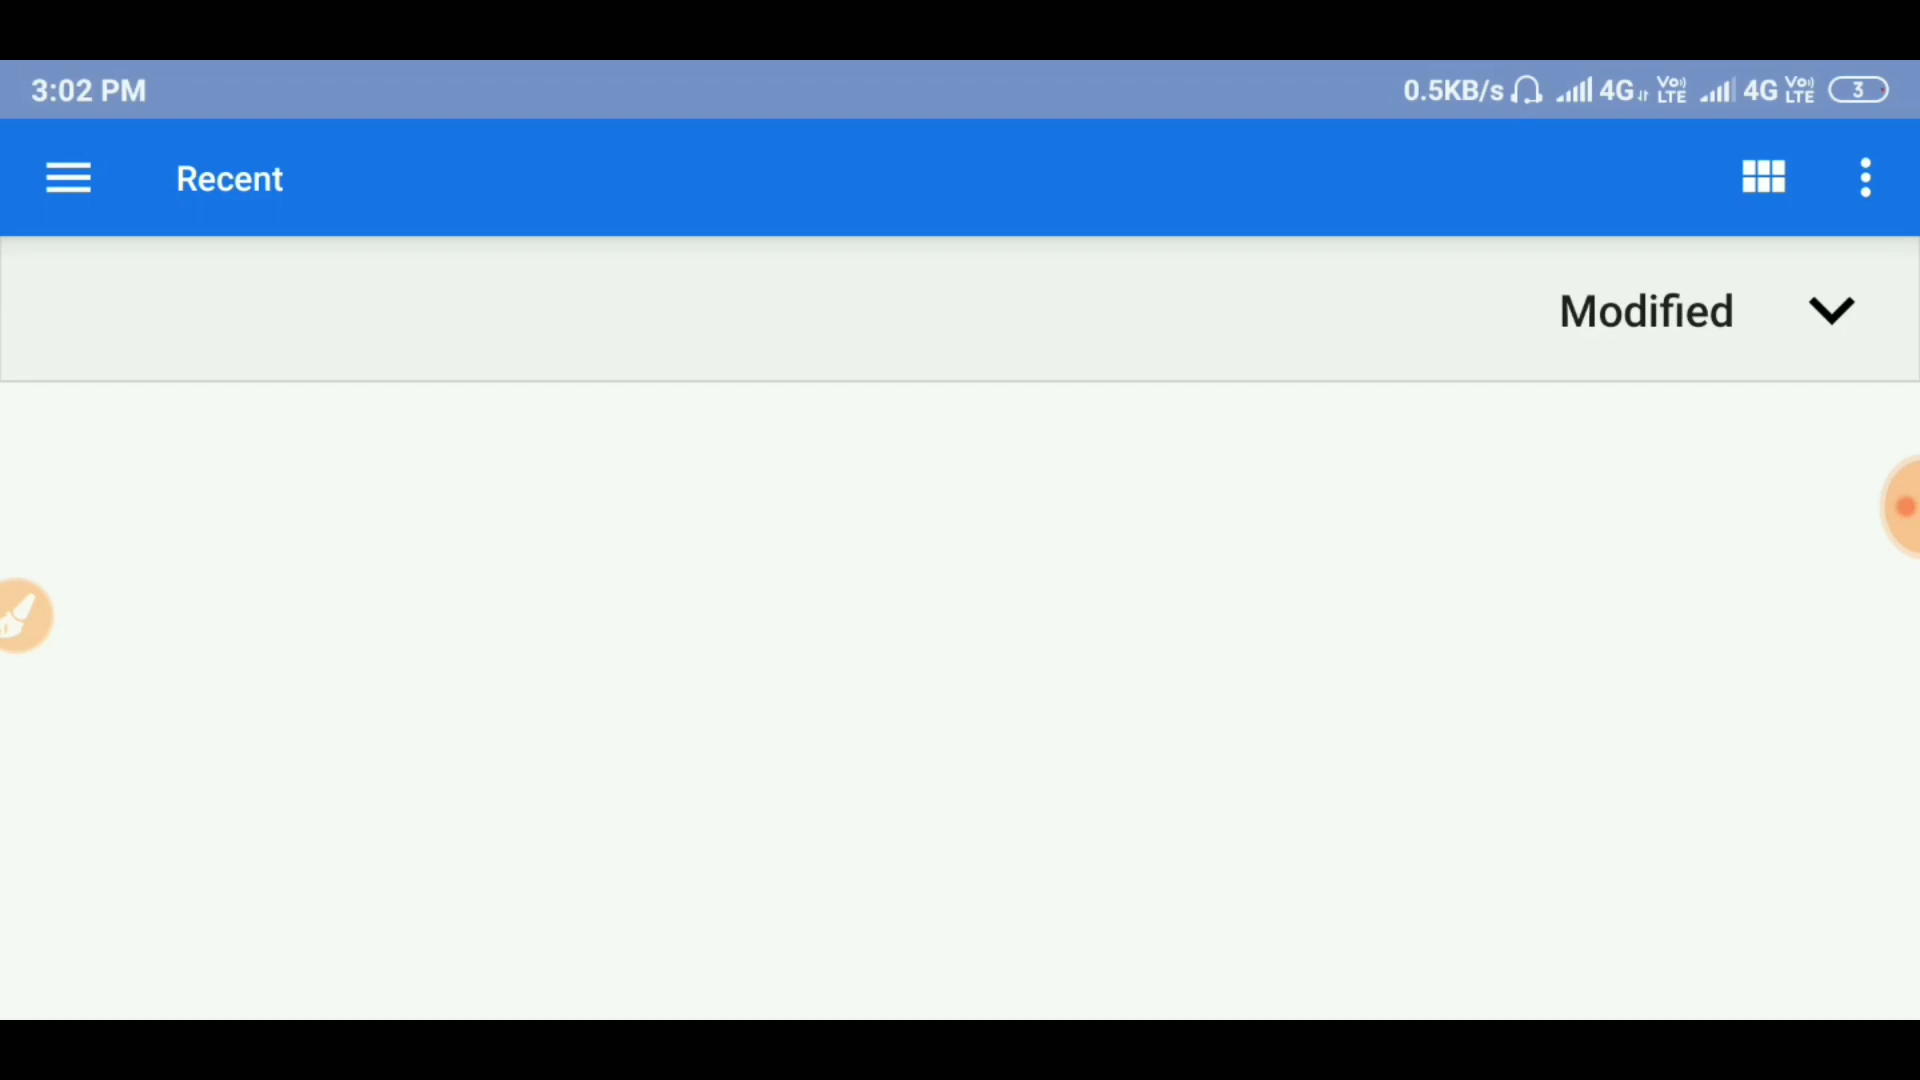 3:02 PM 0.5KB/s 4G Vo)) LTE 4G Vo)) LTE 3
Recent
Modified